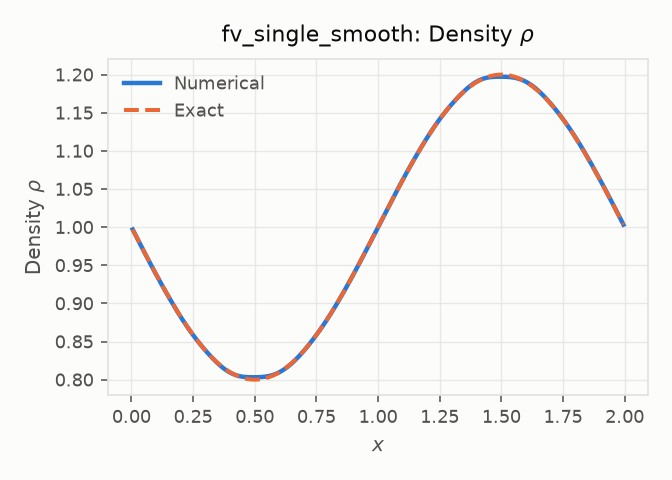 fv_single_smooth: Density ρ
Numerical
Exact
Density ρ
1.20
1.15
1.10
1.05
1.00
0.95
0.90
0.85
0.80
0.00 0.25 0.50 0.75 1.00 1.25 1.50 1.75 2.00
x